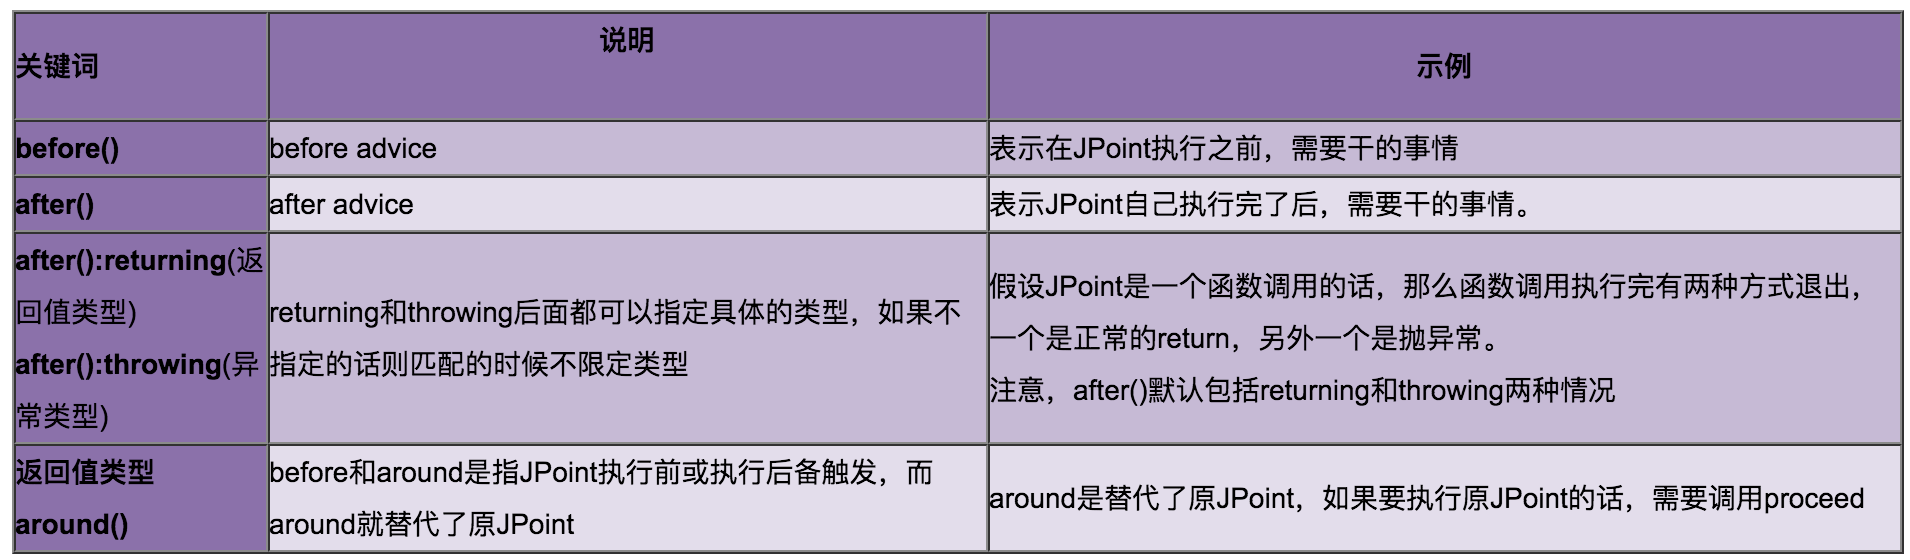 关键词
说明
示例
before()
before advice
表示在JPoint执行之前，需要干的事情
after()
after advice
表示JPoint自己执行完了后，需要干的事情。
after():returning(返
回值类型)
after():throwing(异
常类型)
returning和throwing后面都可以指定具体的类型，如果不
指定的话则匹配的时候不限定类型
假设JPoint是一个函数调用的话，那么函数调用执行完有两种方式退出，
一个是正常的return，另外一个是抛异常。
注意，after()默认包括returning和throwing两种情况
返回值类型
around()
before和around是指JPoint执行前或执行后备触发，而
around就替代了原JPoint
around是替代了原JPoint，如果要执行原JPoint的话，需要调用proceed